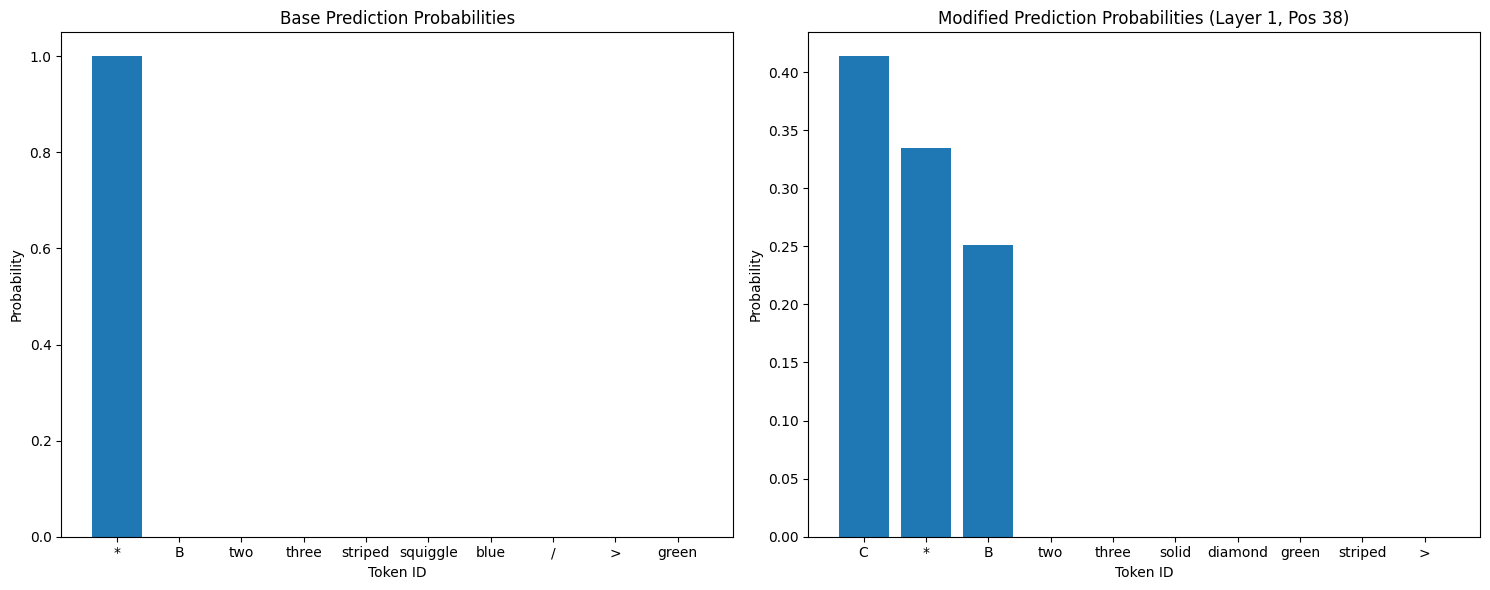 Base Prediction Probabilities
Probability
1.0
0.8
0.6
0.4
0.2
0.0
* B two three striped squiggle blue / > green
Token ID
Modified Prediction Probabilities (Layer 1, Pos 38)
Probability
0.40
0.35
0.30
0.25
0.20
0.15
0.10
0.05
0.00
C * B two three solid diamond green striped >
Token ID